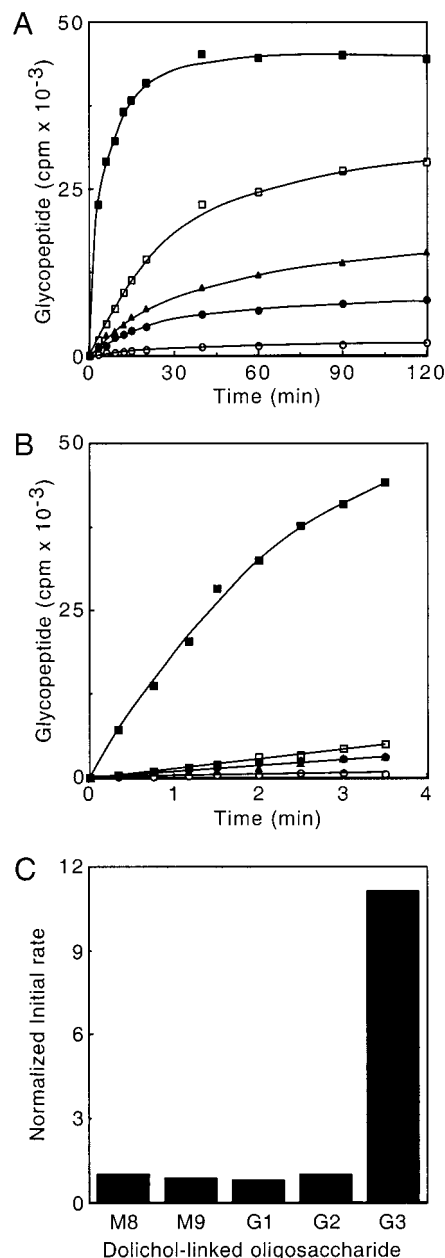 A
50
25
0
Glycopeptide (cpm x 10-3)
0 30 60 90 120
Time (min)
B
50
25
0
Glycopeptide (cpm x 10-3)
0 1 2 3 4
Time (min)
C
12
9
6
3
0
Normalized Initial rate
M8 M9 G1 G2 G3
Dolichol-linked oligosaccharide